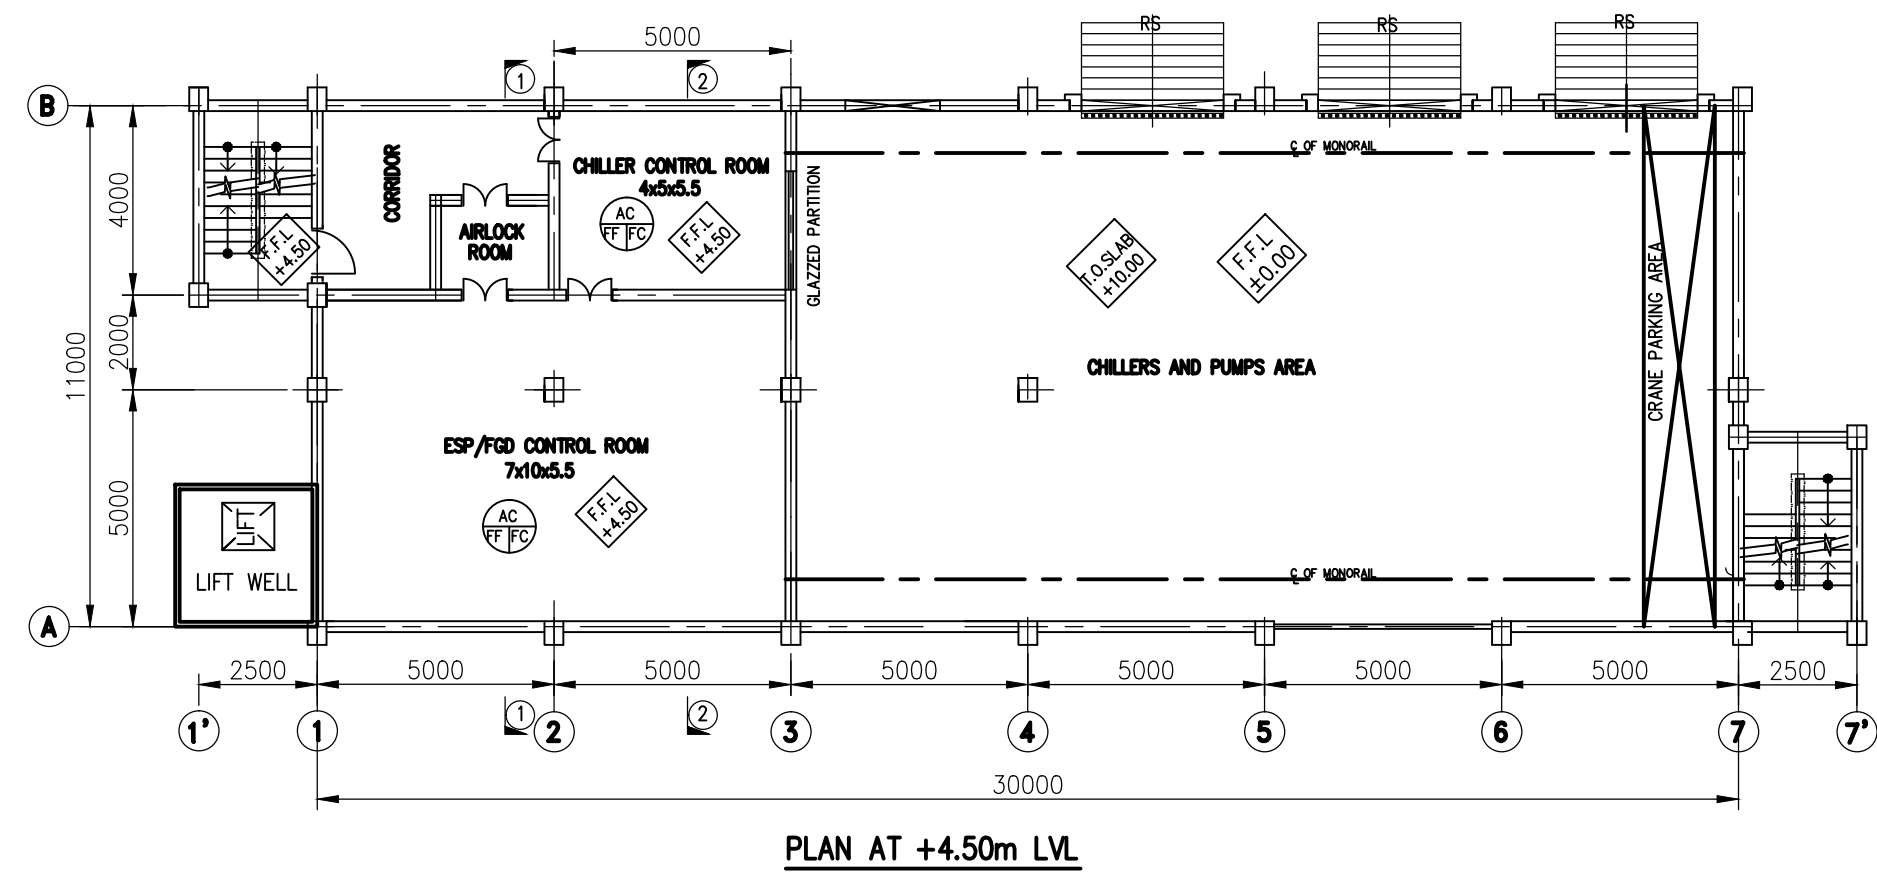 RS
RS
RS
5000
1
2
B
℄ OF MONORAIL
CORRIDOR
CHILLER CONTROL ROOM
4x5x5.5
GLAZZED PARTITION
4000
AC
FF
FC
F.F.L
+4.50
AIRLOCK
ROOM
F.F.L
+4.50
T.O.SLAB
+10.00
F.F.L
±0.00
CRANE PARKING AREA
2000
11000
CHILLERS AND PUMPS AREA
ESP/FGD CONTROL ROOM
7x10x5.5
5000
AC
FF
FC
F.F.L
+4.50
LIFT
LIFT WELL
℄ OF MONORAIL
A
2500
5000
5000
5000
5000
5000
5000
2500
1
2
1'
1
2
3
4
5
6
7
7'
30000
PLAN AT +4.50m LVL